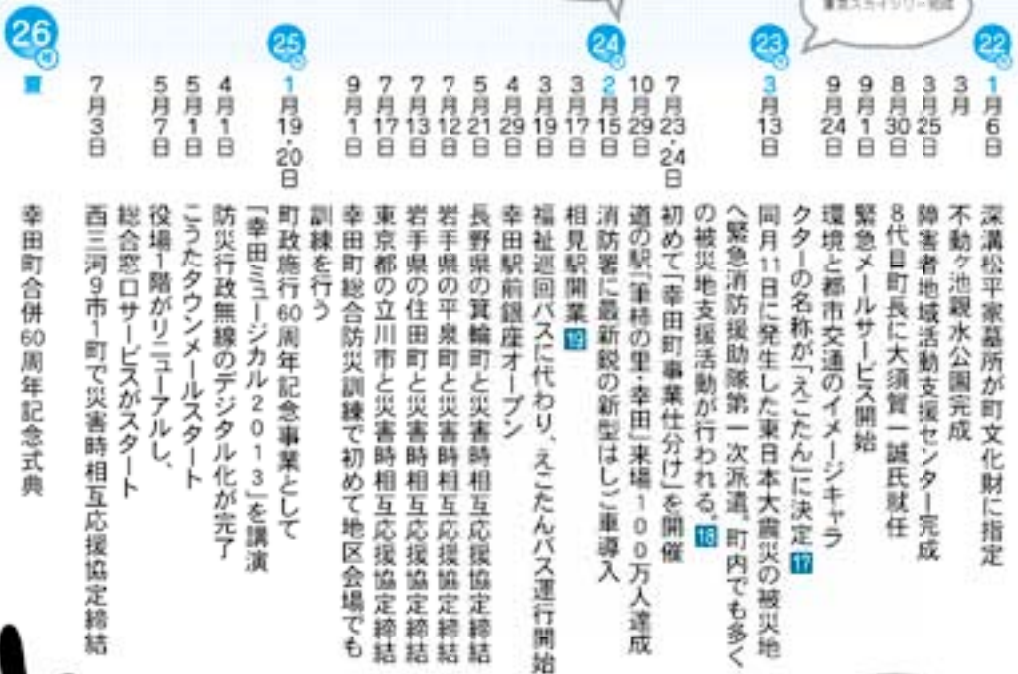 22年
1月6日 深溝松平家墓所が町文化財に指定
3月 不動ヶ池親水公園完成
3月25日 障害者地域活動支援センター完成
8月30日 8代目町長に大須賀一誠氏就任
9月1日 緊急メールサービス開始
9月24日 環境と都市交通のイメージキャラ
クターの名称が「えこたん」に決定 17
23年
3月13日 同月11日に発生した東日本大震災の被災地
へ緊急消防援助隊第一次派遣。町内でも多く
の被災地支援活動が行われる。 18
7月23・24日 初めて「幸田町事業仕分け」を開催
10月29日 道の駅「筆柿の里・幸田」来場100万人達成
24年
2月15日 消防署に最新鋭の新型はしご車導入
3月17日 相見駅開業 19
3月19日 福祉巡回バスに代わり、えこたんバス運行開始
4月29日 幸田駅前銀座オープン
5月21日 長野県の箕輪町と災害時相互応援協定締結
7月12日 岩手県の平泉町と災害時相互応援協定締結
7月13日 岩手県の住田町と災害時相互応援協定締結
7月17日 東京都の立川市と災害時相互応援協定締結
9月1日 幸田町総合防災訓練で初めて地区会場でも
訓練を行う
25年
1月19・20日 町政施行60周年記念事業として
「幸田ミュージカル2013」を講演
4月1日 防災行政無線のデジタル化が完了
5月1日 こうたタウンメールスタート
5月7日 役場1階がリニューアルし、
総合窓口サービスがスタート
7月3日 西三河9市1町で災害時相互応援協定締結
26年
夏 幸田町合併60周年記念式典